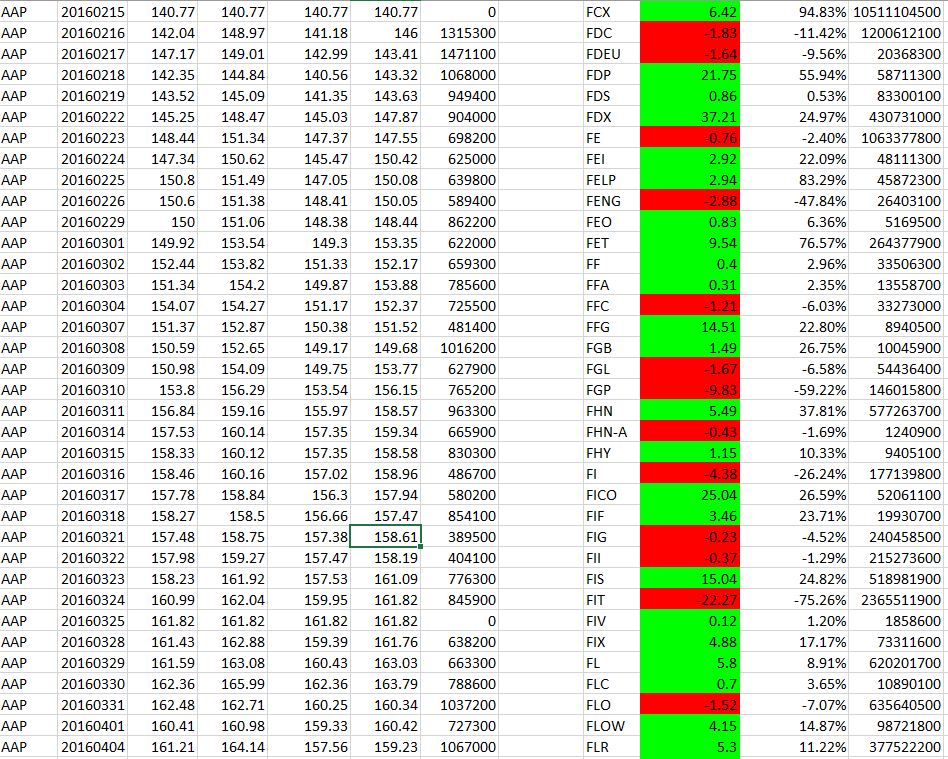 AAP 20160215 140.77 140.77 140.77 140.77 0 FCX 6.42 94.83% 10511104500
AAP 20160216 142.04 148.97 141.18 146 1315300 FDC -1.83 -11.42% 1200612100
AAP 20160217 147.17 149.01 142.99 143.41 1471100 FDEU -1.64 -9.56% 20368300
AAP 20160218 142.35 144.84 140.56 143.32 1068000 FDP 21.75 55.94% 58711300
AAP 20160219 143.52 145.09 141.35 143.63 949400 FDS 0.86 0.53% 83300100
AAP 20160222 145.25 148.47 145.03 147.87 904000 FDX 37.21 24.97% 430731000
AAP 20160223 148.44 151.34 147.37 147.55 698200 FE -0.76 -2.40% 1063377800
AAP 20160224 147.34 150.62 145.47 150.42 625000 FEI 2.92 22.09% 48111300
AAP 20160225 150.8 151.49 147.05 150.08 639800 FELP 2.94 83.29% 45872300
AAP 20160226 150.6 151.38 148.41 150.05 589400 FENG -2.88 -47.84% 26403100
AAP 20160229 150 151.06 148.38 148.44 862200 FEO 0.83 6.36% 5169500
AAP 20160301 149.92 153.54 149.3 153.35 622000 FET 9.54 76.57% 264377900
AAP 20160302 152.44 153.82 151.33 152.17 659300 FF 0.4 2.96% 33506300
AAP 20160303 151.34 154.2 149.87 153.88 785600 FFA 0.31 2.35% 13558700
AAP 20160304 154.07 154.27 151.17 152.37 725500 FFC -1.21 -6.03% 33273000
AAP 20160307 151.37 152.87 150.38 151.52 481400 FFG 14.51 22.80% 8940500
AAP 20160308 150.59 152.65 149.17 149.68 1016200 FGB 1.49 26.75% 10045900
AAP 20160309 150.98 154.09 149.75 153.77 627900 FGL -1.67 -6.58% 54436400
AAP 20160310 153.8 156.29 153.54 156.15 765200 FGP -9.83 -59.22% 146015800
AAP 20160311 156.84 159.16 155.97 158.57 963300 FHN 5.49 37.81% 577263700
AAP 20160314 157.53 160.14 157.35 159.34 665900 FHN-A -0.43 -1.69% 1240900
AAP 20160315 158.33 160.12 157.35 158.58 830300 FHY 1.15 10.33% 9405100
AAP 20160316 158.46 160.16 157.02 158.96 486700 FI -4.38 -26.24% 177139800
AAP 20160317 157.78 158.84 156.3 157.94 580200 FICO 25.04 26.59% 52061100
AAP 20160318 158.27 158.5 156.66 157.47 854100 FIF 3.46 23.71% 19930700
AAP 20160321 157.48 158.75 157.38 158.61 389500 FIG -0.23 -4.52% 240458500
AAP 20160322 157.98 159.27 157.47 158.19 404100 FII -0.37 -1.29% 215273600
AAP 20160323 158.23 161.92 157.53 161.09 776300 FIS 15.04 24.82% 518981900
AAP 20160324 160.99 162.04 159.95 161.82 845900 FIT -22.27 -75.26% 2365511900
AAP 20160325 161.82 161.82 161.82 161.82 0 FIV 0.12 1.20% 1858600
AAP 20160328 161.43 162.88 159.39 161.76 638200 FIX 4.88 17.17% 73311600
AAP 20160329 161.59 163.08 160.43 163.03 663300 FL 5.8 8.91% 620201700
AAP 20160330 162.36 165.99 162.36 163.79 788600 FLC 0.7 3.65% 10890100
AAP 20160331 162.48 162.71 160.25 160.34 1037200 FLO -1.52 -7.07% 635640500
AAP 20160401 160.41 160.98 159.33 160.42 727300 FLOW 4.15 14.87% 98721800
AAP 20160404 161.21 164.14 157.56 159.23 1067000 FLR 5.3 11.22% 377522200